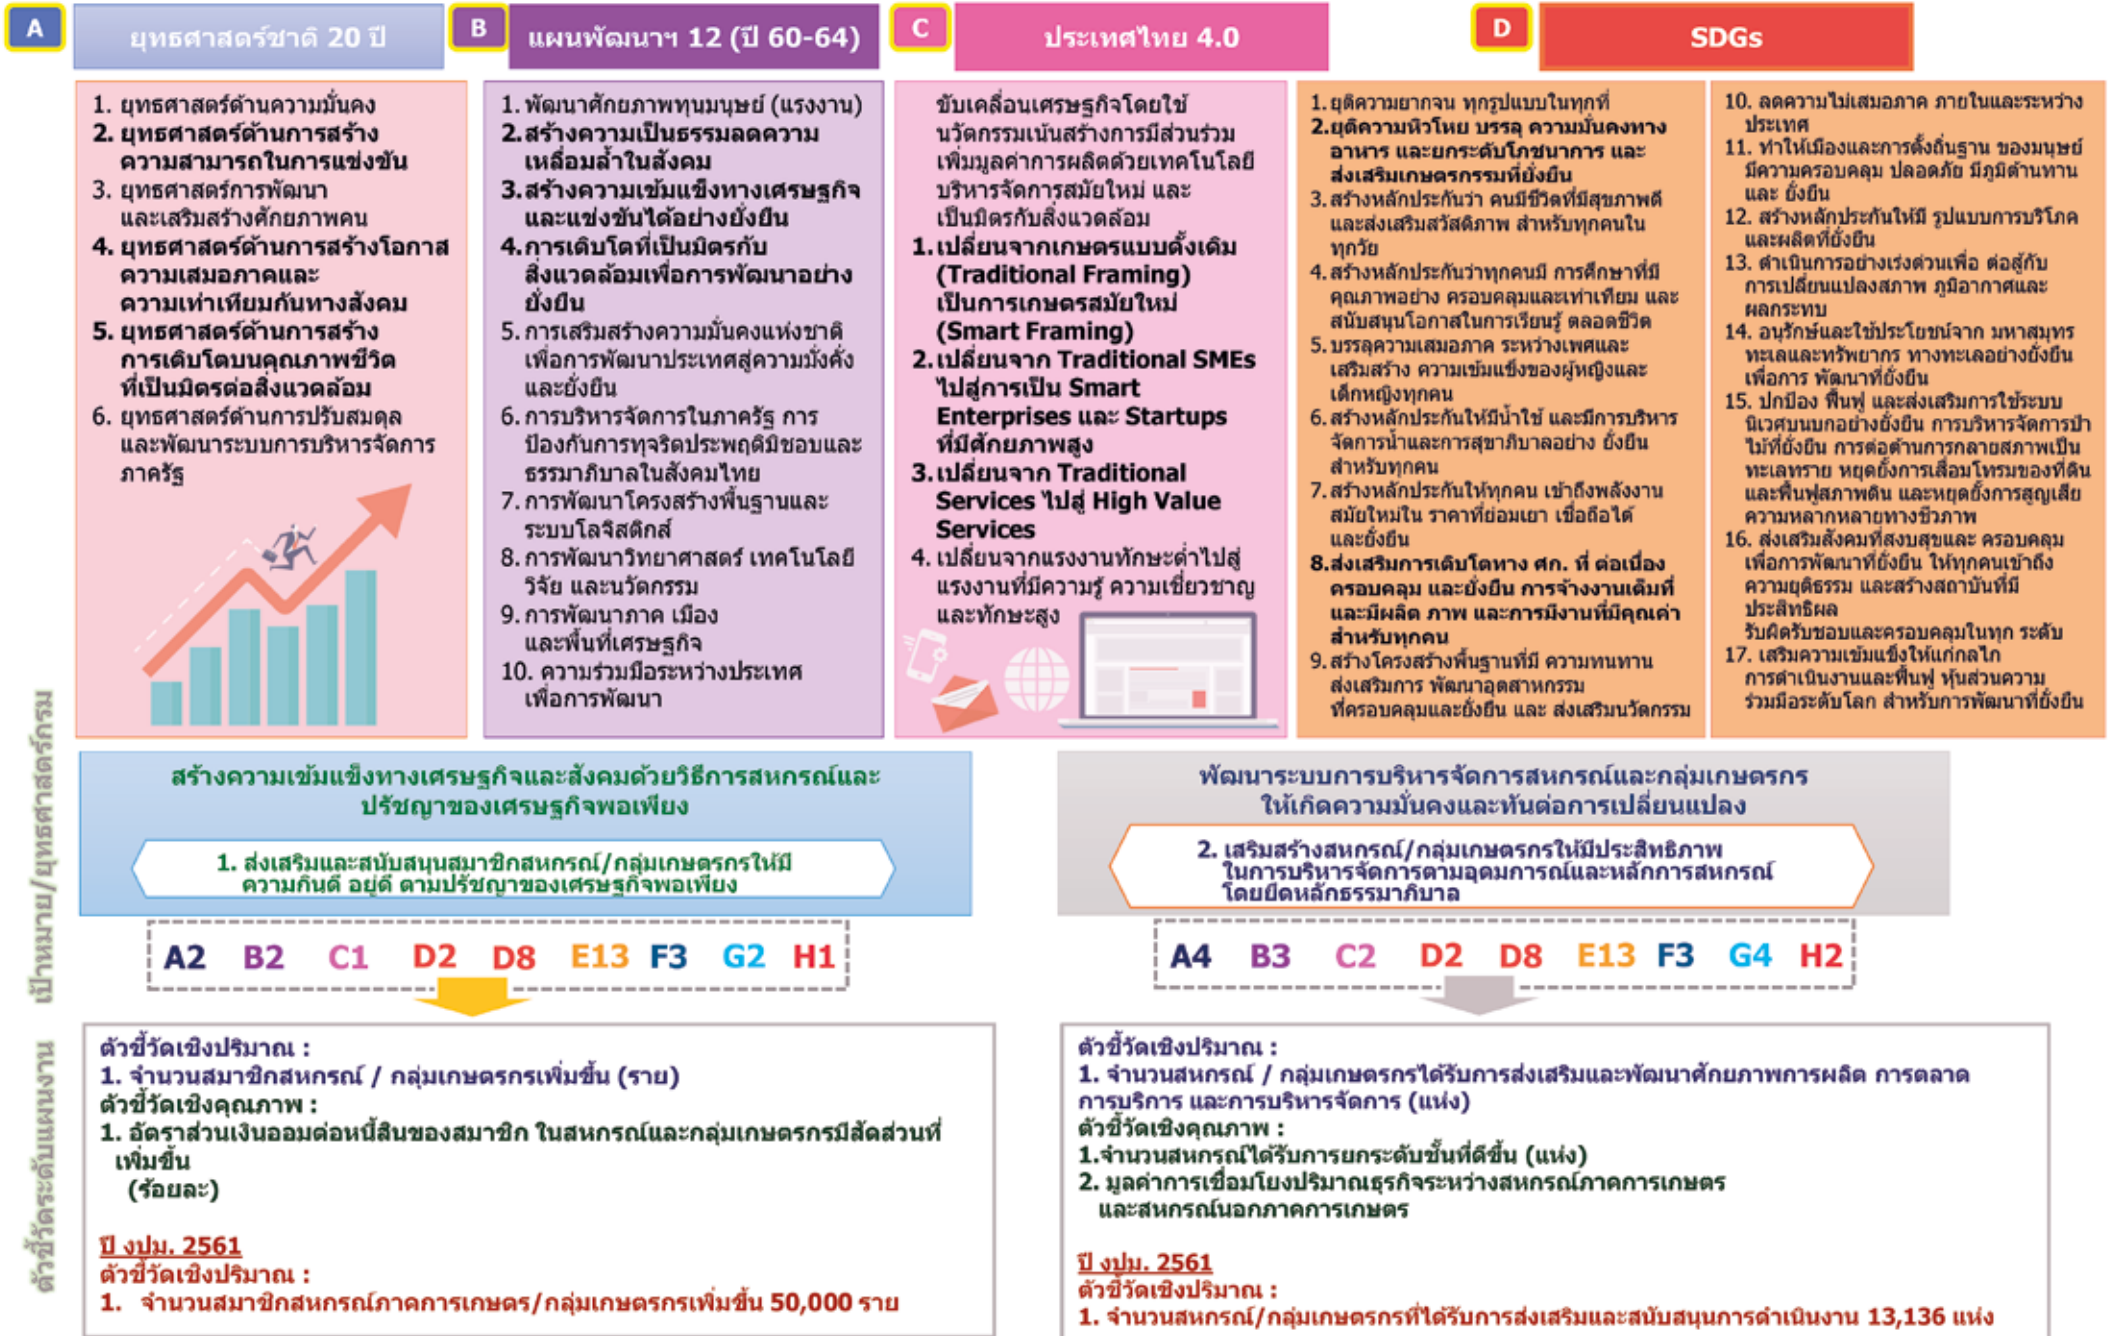 A
ยุทธศาสตร์ชาติ 20 ปี
B
แผนพัฒนาฯ 12 (ปี 60-64)
C
ประเทศไทย 4.0
D
SDGs
1. ยุทธศาสตร์ด้านความมั่นคง
2. ยุทธศาสตร์ด้านการสร้าง
ความสามารถในการแข่งขัน
3. ยุทธศาสตร์การพัฒนา
และเสริมสร้างศักยภาพคน
4. ยุทธศาสตร์ด้านการสร้างโอกาส
ความเสมอภาคและ
ความเท่าเทียมกันทางสังคม
5. ยุทธศาสตร์ด้านการสร้าง
การเติบโตบนคุณภาพชีวิต
ที่เป็นมิตรต่อสิ่งแวดล้อม
6. ยุทธศาสตร์ด้านการปรับสมดุล
และพัฒนาระบบการบริหารจัดการ
ภาครัฐ
1. พัฒนาศักยภาพทุนมนุษย์ (แรงงาน)
2. สร้างความเป็นธรรมลดความ
เหลื่อมล้ำในสังคม
3. สร้างความเข้มแข็งทางเศรษฐกิจ
และแข่งขันได้อย่างยั่งยืน
4. การเติบโตที่เป็นมิตรกับ
สิ่งแวดล้อมเพื่อการพัฒนาอย่าง
ยั่งยืน
5. การเสริมสร้างความมั่นคงแห่งชาติ
เพื่อการพัฒนาประเทศสู่ความมั่งคั่ง
และยั่งยืน
6. การบริหารจัดการในภาครัฐ การ
ป้องกันการทุจริตประพฤติมิชอบและ
ธรรมาภิบาลในสังคมไทย
7. การพัฒนาโครงสร้างพื้นฐานและ
ระบบโลจิสติกส์
8. การพัฒนาวิทยาศาสตร์ เทคโนโลยี
วิจัย และนวัตกรรม
9. การพัฒนาภาค เมือง
และพื้นที่เศรษฐกิจ
10. ความร่วมมือระหว่างประเทศ
เพื่อการพัฒนา
ขับเคลื่อนเศรษฐกิจโดยใช้
นวัตกรรมเน้นสร้างการมีส่วนร่วม
เพิ่มมูลค่าการผลิตด้วยเทคโนโลยี
บริหารจัดการสมัยใหม่ และ
เป็นมิตรกับสิ่งแวดล้อม
1. เปลี่ยนจากเกษตรแบบดั้งเดิม
(Traditional Framing)
เป็นการเกษตรสมัยใหม่
(Smart Framing)
2. เปลี่ยนจาก Traditional SMEs
ไปสู่การเป็น Smart
Enterprises และ Startups
ที่มีศักยภาพสูง
3. เปลี่ยนจาก Traditional
Services ไปสู่ High Value
Services
4. เปลี่ยนจากแรงงานทักษะต่ำไปสู่
แรงงานที่มีความรู้ ความเชี่ยวชาญ
และทักษะสูง
1. ยุติความยากจน ทุกรูปแบบในทุกที่
2. ยุติความหิวโหย บรรลุ ความมั่นคงทาง
อาหาร และยกระดับโภชนาการ และ
ส่งเสริมเกษตรกรรมที่ยั่งยืน
3. สร้างหลักประกันว่า คนมีชีวิตที่มีสุขภาพดี
และส่งเสริมสวัสดิภาพ สำหรับทุกคนใน
ทุกวัย
4. สร้างหลักประกันว่าทุกคนมี การศึกษาที่มี
คุณภาพอย่าง ครอบคลุมและเท่าเทียม และ
สนับสนุนโอกาสในการเรียนรู้ ตลอดชีวิต
5. บรรลุความเสมอภาค ระหว่างเพศและ
เสริมสร้าง ความเข้มแข็งของผู้หญิงและ
เด็กหญิงทุกคน
6. สร้างหลักประกันให้มีน้ำใช้ และมีการบริหาร
จัดการน้ำและการสุขาภิบาลอย่าง ยั่งยืน
สำหรับทุกคน
7. สร้างหลักประกันให้ทุกคน เข้าถึงพลังงาน
สมัยใหม่ใน ราคาที่ย่อมเยา เชื่อถือได้
และยั่งยืน
8. ส่งเสริมการเติบโตทาง ศก. ที่ ต่อเนื่อง
ครอบคลุม และยั่งยืน การจ้างงานเต็มที่
และมีผลิต ภาพ และการมีงานที่มีคุณค่า
สำหรับทุกคน
9. สร้างโครงสร้างพื้นฐานที่มี ความทนทาน
ส่งเสริมการ พัฒนาอุตสาหกรรม
ที่ครอบคลุมและยั่งยืน และ ส่งเสริมนวัตกรรม
10. ลดความไม่เสมอภาค ภายในและระหว่าง
ประเทศ
11. ทำให้เมืองและการตั้งถิ่นฐาน ของมนุษย์
มีความครอบคลุม ปลอดภัย มีภูมิต้านทาน
และ ยั่งยืน
12. สร้างหลักประกันให้มี รูปแบบการบริโภค
และผลิตที่ยั่งยืน
13. ดำเนินการอย่างเร่งด่วนเพื่อ ต่อสู้กับ
การเปลี่ยนแปลงสภาพ ภูมิอากาศและ
ผลกระทบ
14. อนุรักษ์และใช้ประโยชน์จาก มหาสมุทร
ทะเลและทรัพยากร ทางทะเลอย่างยั่งยืน
เพื่อการ พัฒนาที่ยั่งยืน
15. ปกป้อง ฟื้นฟู และส่งเสริมการใช้ระบบ
นิเวศบนบกอย่างยั่งยืน การบริหารจัดการป่า
ไม้ที่ยั่งยืน การต่อต้านการกลายสภาพเป็น
ทะเลทราย หยุดยั้งการเสื่อมโทรมของที่ดิน
และฟื้นฟูสภาพดิน และหยุดยั้งการสูญเสีย
ความหลากหลายทางชีวภาพ
16. ส่งเสริมสังคมที่สงบสุขและ ครอบคลุม
เพื่อการพัฒนาที่ยั่งยืน ให้ทุกคนเข้าถึง
ความยุติธรรม และสร้างสถาบันที่มี
ประสิทธิผล
รับผิดรับชอบและครอบคลุมในทุก ระดับ
17. เสริมความเข้มแข็งให้แก่กลไก
การดำเนินงานและฟื้นฟู หุ้นส่วนความ
ร่วมมือระดับโลก สำหรับการพัฒนาที่ยั่งยืน
เป้าหมาย/ยุทธศาสตร์กรม
สร้างความเข้มแข็งทางเศรษฐกิจและสังคมด้วยวิธีการสหกรณ์และ
ปรัชญาของเศรษฐกิจพอเพียง
1. ส่งเสริมและสนับสนุนสมาชิกสหกรณ์/กลุ่มเกษตรกรให้มี
ความกินดี อยู่ดี ตามปรัชญาของเศรษฐกิจพอเพียง
A2 B2 C1 D2 D8 E13 F3 G2 H1
พัฒนาระบบการบริหารจัดการสหกรณ์และกลุ่มเกษตรกร
ให้เกิดความมั่นคงและทันต่อการเปลี่ยนแปลง
2. เสริมสร้างสหกรณ์/กลุ่มเกษตรกรให้มีประสิทธิภาพ
ในการบริหารจัดการตามอุดมการณ์และหลักการสหกรณ์
โดยยึดหลักธรรมาภิบาล
A4 B3 C2 D2 D8 E13 F3 G4 H2
ตัวชี้วัดระดับแผนงาน
ตัวชี้วัดเชิงปริมาณ :
1. จำนวนสมาชิกสหกรณ์ / กลุ่มเกษตรกรเพิ่มขึ้น (ราย)
ตัวชี้วัดเชิงคุณภาพ :
1. อัตราส่วนเงินออมต่อหนี้สินของสมาชิก ในสหกรณ์และกลุ่มเกษตรกรมีสัดส่วนที่
เพิ่มขึ้น
(ร้อยละ)
ปี งปม. 2561
ตัวชี้วัดเชิงปริมาณ :
1. จำนวนสมาชิกสหกรณ์ภาคการเกษตร/กลุ่มเกษตรกรเพิ่มขึ้น 50,000 ราย
ตัวชี้วัดเชิงปริมาณ :
1. จำนวนสหกรณ์ / กลุ่มเกษตรกรได้รับการส่งเสริมและพัฒนาศักยภาพการผลิต การตลาด
การบริการ และการบริหารจัดการ (แห่ง)
ตัวชี้วัดเชิงคุณภาพ :
1.จำนวนสหกรณ์ได้รับการยกระดับชั้นที่ดีขึ้น (แห่ง)
2. มูลค่าการเชื่อมโยงปริมาณธุรกิจระหว่างสหกรณ์ภาคการเกษตร
และสหกรณ์นอกภาคการเกษตร
ปี งปม. 2561
ตัวชี้วัดเชิงปริมาณ :
1. จำนวนสหกรณ์/กลุ่มเกษตรกรที่ได้รับการส่งเสริมและสนับสนุนการดำเนินงาน 13,136 แห่ง